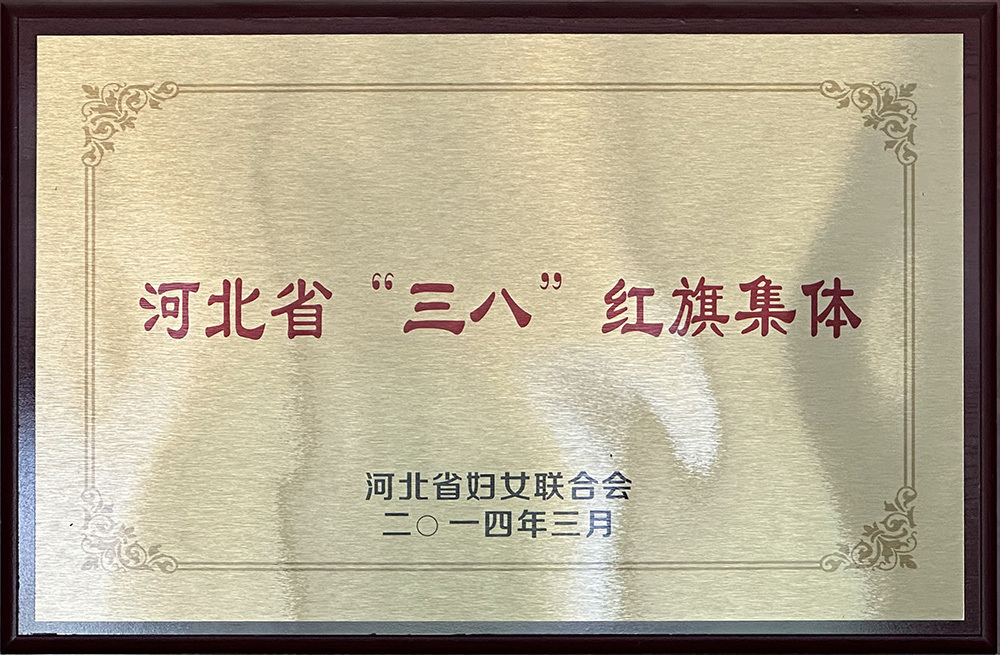 河北省“三八”红旗集体
河北省妇女联合会
二〇一四年三月